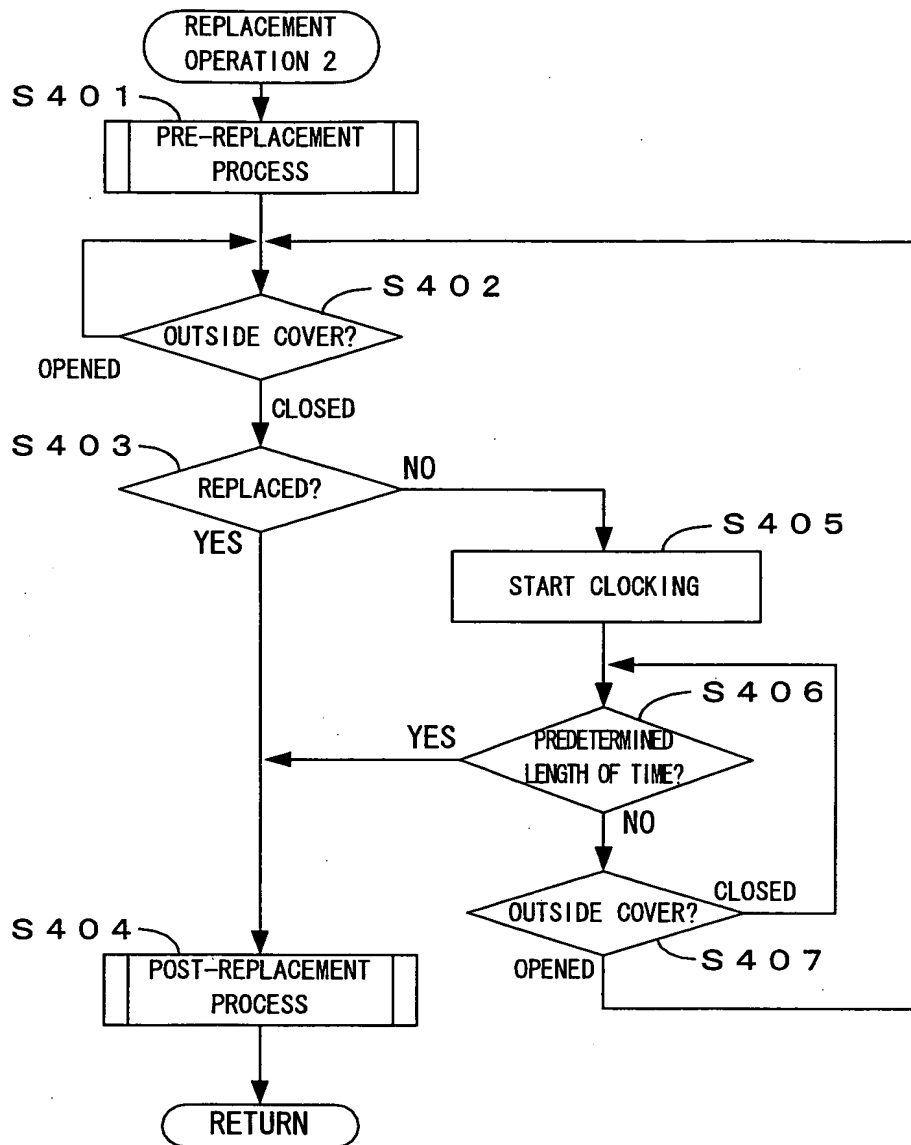 REPLACEMENT
OPERATION 2
S401
PRE-REPLACEMENT
PROCESS
S402
OUTSIDE COVER?
OPENED
CLOSED
S403
REPLACED?
NO
YES
S405
START CLOCKING
S406
PREDETERMINED
LENGTH OF TIME?
YES
NO
OUTSIDE COVER?
CLOSED
S407
OPENED
S404
POST-REPLACEMENT
PROCESS
RETURN